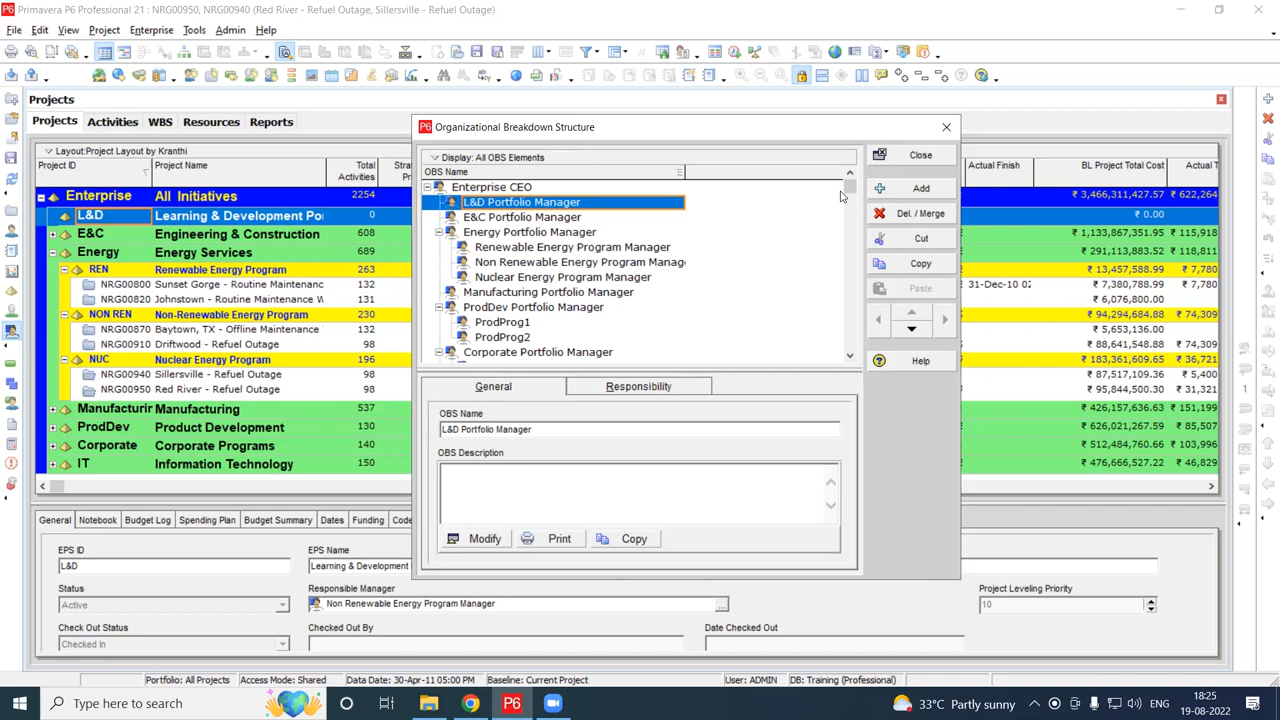 Primavera P6 Professional 21 : NRG00950, NRG00940 (Red River - Refuel Outage, Sillersville - Refuel Outage)
File Edit View Project Enterprise Tools Admin Help
Projects
Projects Activities WBS Resources Reports
Layout:Project Layout by Kranthi
Project ID Project Name Total Activities Actual Finish BL Project Total Cost Actual T
Enterprise All Initiatives 2254 ₹ 3,466,311,427.57 ₹ 622,264
L&D Learning & Development Po 0 ₹ 0.00
E&C Engineering & Construction 608 ₹ 1,133,867,351.95 ₹ 115,918
Energy Energy Services 689 ₹ 291,113,883.52 ₹ 118,811
REN Renewable Energy Program 263 ₹ 13,457,588.99 ₹ 7,780
NRG00800 Sunset Gorge - Routine Maintenance 132 31-Dec-10 02 ₹ 7,380,788.99 ₹ 7,780
NRG00820 Johnstown - Routine Maintenance W 131 ₹ 6,076,800.00
NON REN Non-Renewable Energy Program 230 ₹ 94,294,684.88 ₹ 74,309
NRG00870 Baytown, TX - Offline Maintenance 132 ₹ 5,653,136.00
NRG00910 Driftwood - Refuel Outage 98 ₹ 88,641,548.88 ₹ 74,309
NUC Nuclear Energy Program 196 ₹ 183,361,609.65 ₹ 36,721
NRG00940 Sillersville - Refuel Outage 98 ₹ 87,517,109.36 ₹ 5,400
NRG00950 Red River - Refuel Outage 98 ₹ 95,844,500.30 ₹ 31,321
Manufacturir Manufacturing 537 ₹ 426,157,636.63 ₹ 151,199
ProdDev Product Development 130 ₹ 626,021,267.59 ₹ 85,505
Corporate Corporate Programs 140 ₹ 512,484,760.64 ₹ 103,996
IT Information Technology 150 ₹ 476,666,527.22 ₹ 46,829
P6 Organizational Breakdown Structure
Display: All OBS Elements
OBS Name
Enterprise CEO
L&D Portfolio Manager
E&C Portfolio Manager
Energy Portfolio Manager
Renewable Energy Program Manager
Non Renewable Energy Program Manag
Nuclear Energy Program Manager
Manufacturing Portfolio Manager
ProdDev Portfolio Manager
ProdProg1
ProdProg2
Corporate Portfolio Manager
Close
Add
Del. / Merge
Cut
Copy
Paste
Help
General Responsibility
OBS Name
L&D Portfolio Manager
OBS Description
Modify Print Copy
General Notebook Budget Log Spending Plan Budget Summary Dates Funding Code
EPS ID EPS Name
L&D Learning & Development
Status Responsible Manager Project Leveling Priority
Active Non Renewable Energy Program Manager ... 10
Check Out Status Checked Out By Date Checked Out
Checked In
Portfolio: All Projects Access Mode: Shared Data Date: 30-Apr-11 05:00 PM Baseline: Current Project User: ADMIN DB: Training (Professional)
Type here to search P6 33°C Partly sunny ENG 18:25
19-08-2022